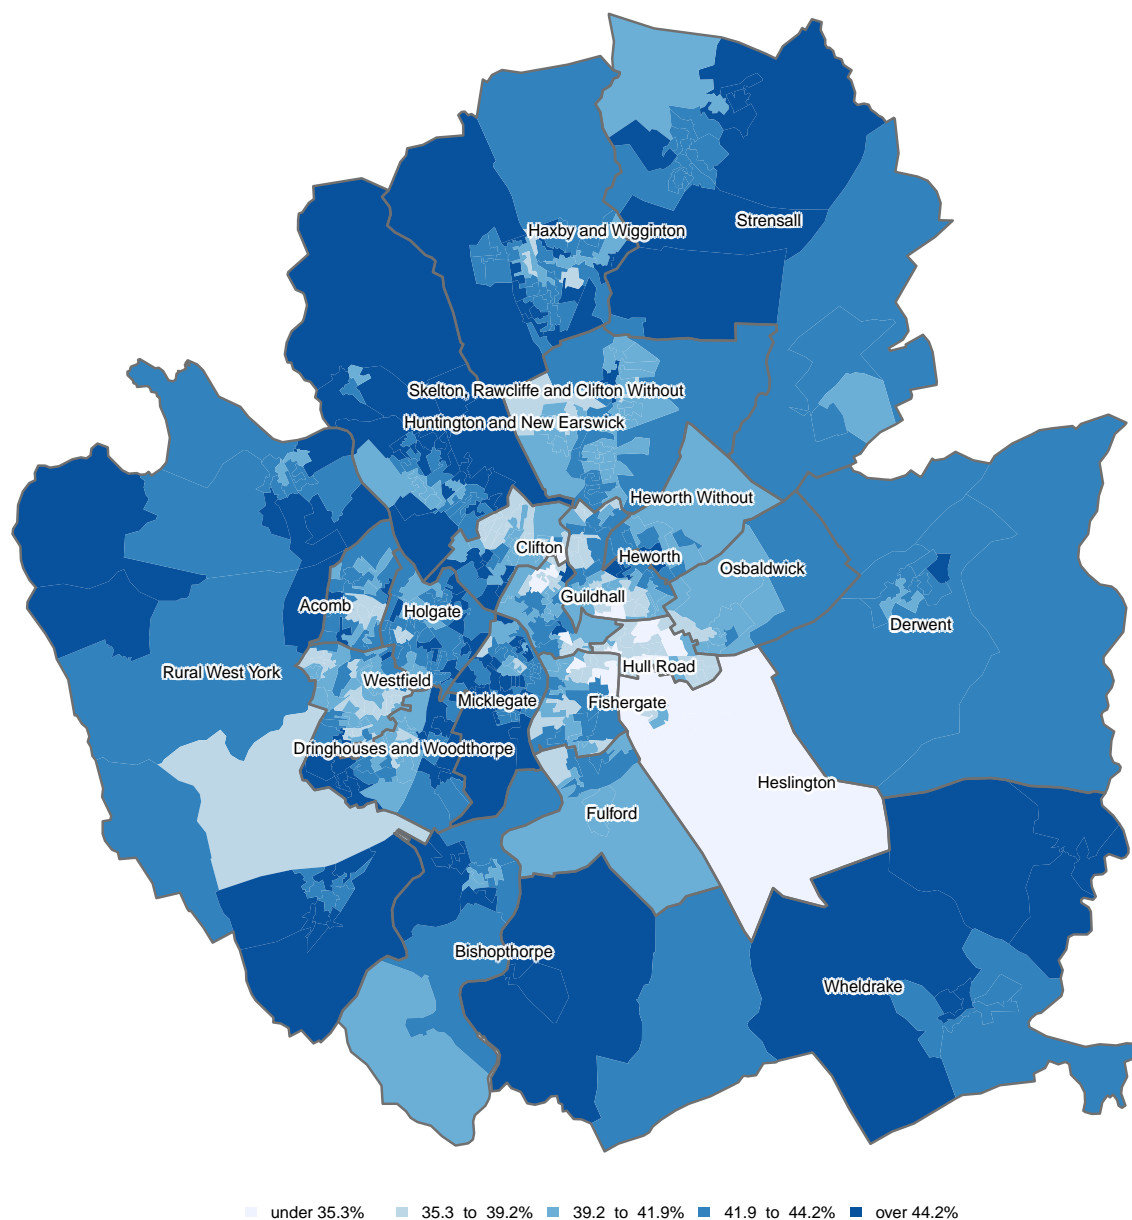 Strensall
Haxby and Wigginton
Skelton, Rawcliffe and Clifton Without
Huntington and New Earswick
Heworth Without
Clifton
Heworth
Osbaldwick
Guildhall
Acomb
Holgate
Derwent
Hull Road
Rural West York
Westfield
Micklegate
Fishergate
Dringhouses and Woodthorpe
Heslington
Fulford
Bishopthorpe
Wheldrake
under 35.3% 35.3 to 39.2% 39.2 to 41.9% 41.9 to 44.2% over 44.2%